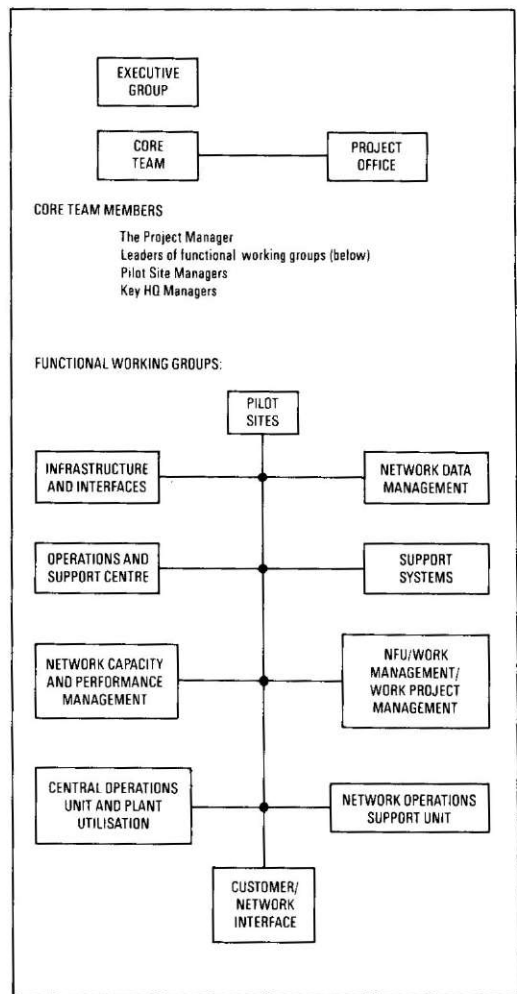 EXECUTIVE
GROUP
CORE
TEAM
PROJECT
OFFICE
CORE TEAM MEMBERS
The Project Manager
Leaders of functional working groups (below)
Pilot Site Managers
Key HQ Managers
FUNCTIONAL WORKING GROUPS:
PILOT
SITES
INFRASTRUCTURE
AND INTERFACES
NETWORK DATA
MANAGEMENT
OPERATIONS AND
SUPPORT CENTRE
SUPPORT
SYSTEMS
NETWORK CAPACITY
AND PERFORMANCE
MANAGEMENT
NFU/WORK
MANAGEMENT/
WORK PROJECT
MANAGEMENT
CENTRAL OPERATIONS
UNIT AND PLANT
UTILISATION
NETWORK OPERATIONS
SUPPORT UNIT
CUSTOMER/
NETWORK
INTERFACE